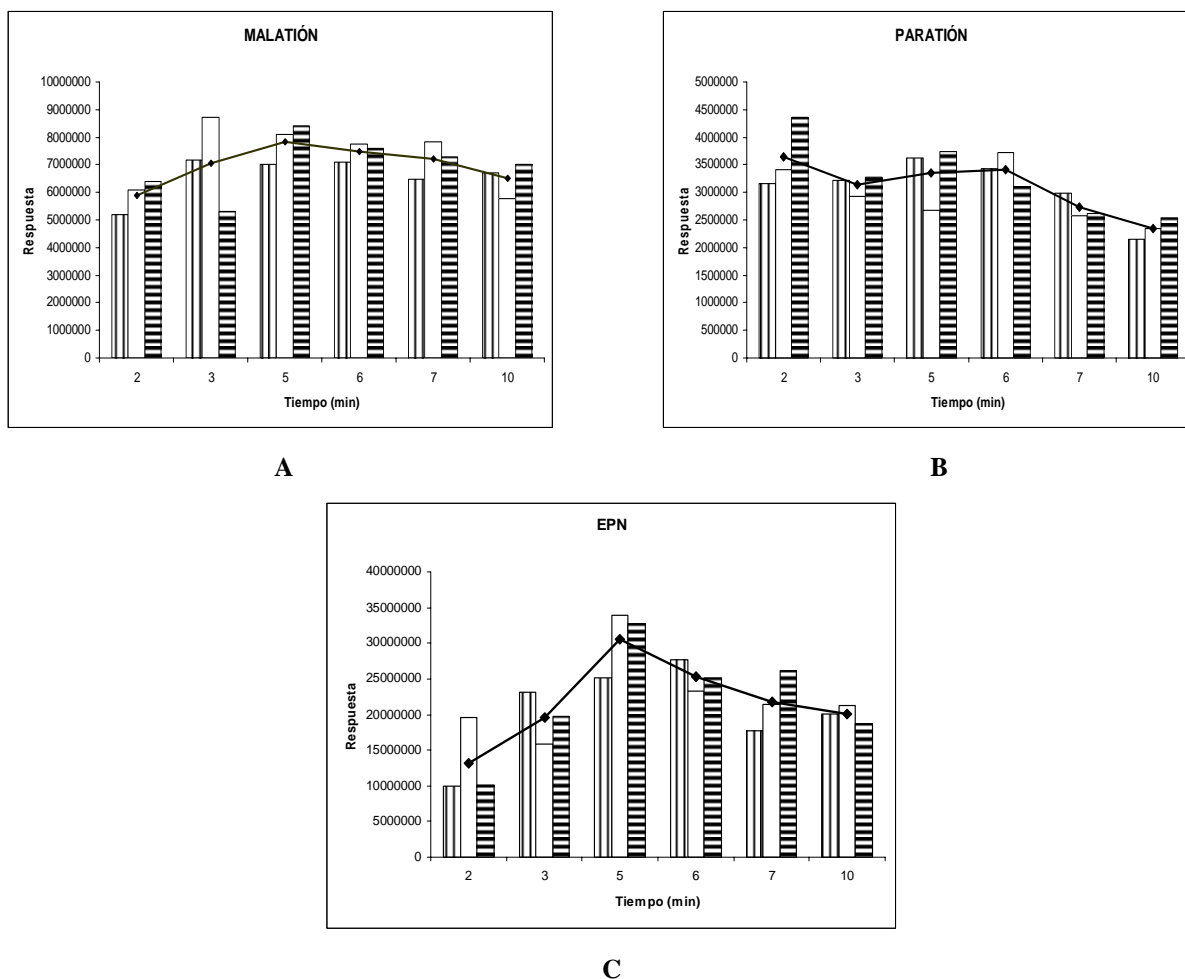 MALATIÓN
10000000
9000000
8000000
7000000
6000000
5000000
4000000
3000000
2000000
1000000
0
Respuesta
2 3 5 6 7 10
Tiempo (min)
A
PARATIÓN
5000000
4500000
4000000
3500000
3000000
2500000
2000000
1500000
1000000
500000
0
Respuesta
2 3 5 6 7 10
Tiempo (min)
B
EPN
40000000
35000000
30000000
25000000
20000000
15000000
10000000
5000000
0
Respuesta
2 3 5 6 7 10
Tiempo (min)
C